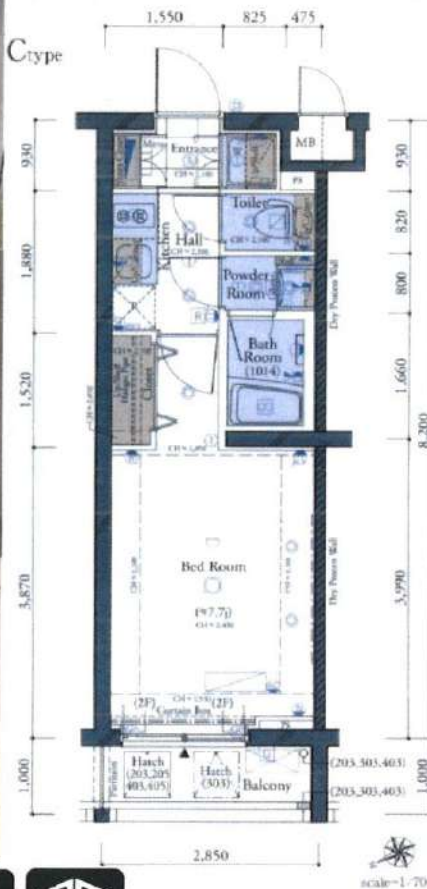 1,550 825 475
Ctype
MB
Entrance
PS
930
930
Toilet
820
Hall
Kitchen
1,880
Powder
Room
800
R
Dry Process Wall
Bath
Room
(1014)
1,660
1,520
Closet
8,200
Bed Room
(≒7.7J)
3,870
3,990
Dry Process Wall
(2F) (2F)
Curtain Box
PS
Hatch
(203,205
403,405)
Hatch
(303)
Balcony
Partition
(203,303,403)
(203,303,403)
1,000
1,000
2,850
scale=1/70